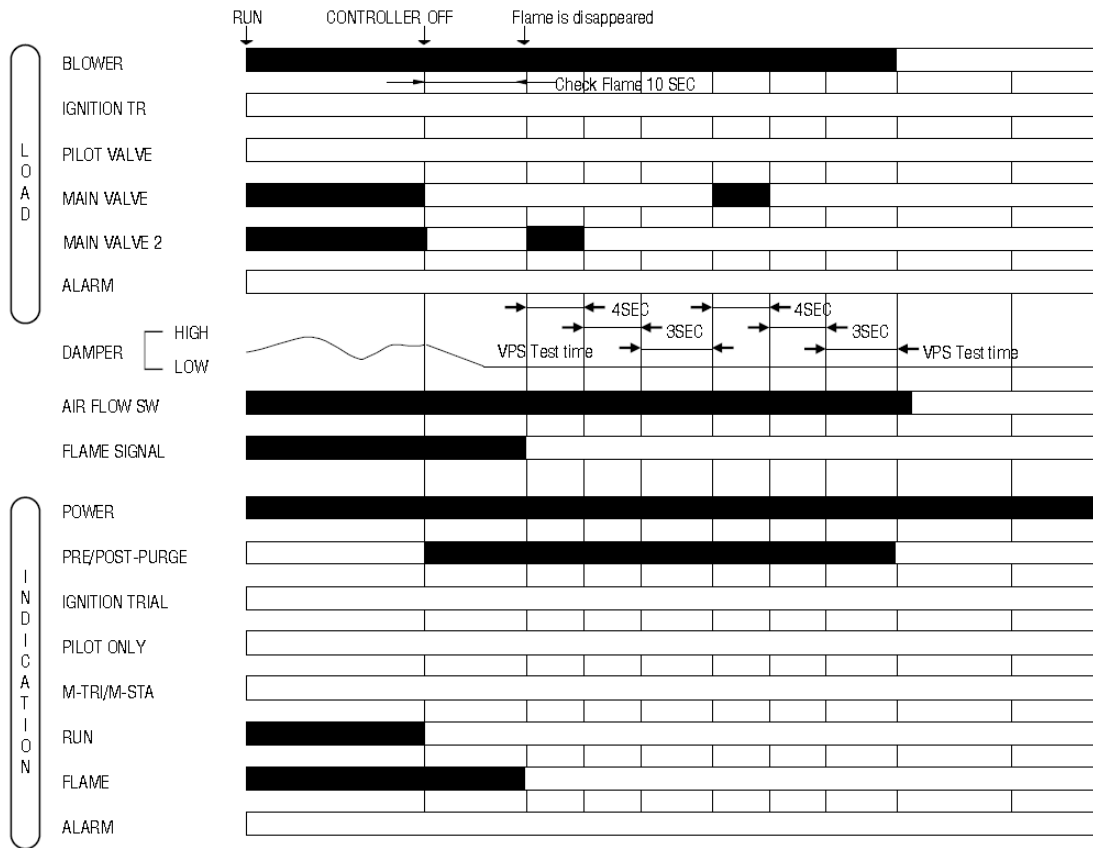 RUN CONTROLLER OFF Flame is disappeared
LOAD
BLOWER
Check Flame 10 SEC
IGNITION TR
PILOT VALVE
MAIN VALVE
MAIN VALVE 2
ALARM
4SEC 4SEC
HIGH 3SEC 3SEC
DAMPER VPS Test time VPS Test time
LOW
AIR FLOW SW
FLAME SIGNAL
INDICATION
POWER
PRE/POST-PURGE
IGNITION TRIAL
PILOT ONLY
M-TRI/M-STA
RUN
FLAME
ALARM